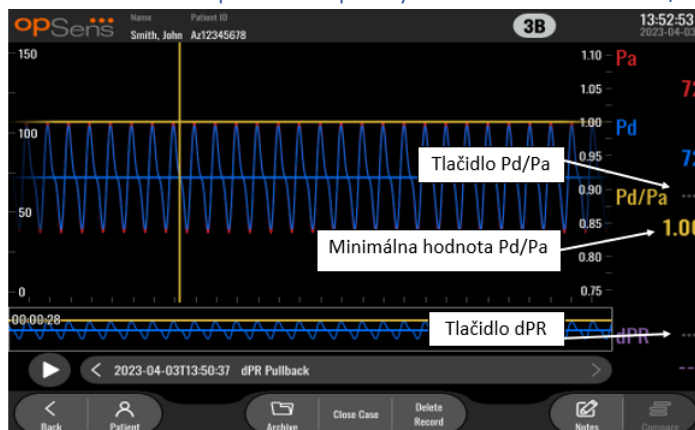 opSens
Name
Patient ID
Smith, John
Az12345678
3B
13:52:53
2023-04-03
150
100
50
0
1.10
1.05
1.00
0.95
0.90
0.85
0.80
0.75
Pa
72
Pd
72
Tlačidlo Pd/Pa
Pd/Pa
---
1.00
Minimálna hodnota Pd/Pa
00:00:28
Tlačidlo dPR
dPR
---
--
2023-04-03T13:50:37 dPR Pullback
Back
Patient
Archive
Close Case
Delete
Record
Notes
Compare